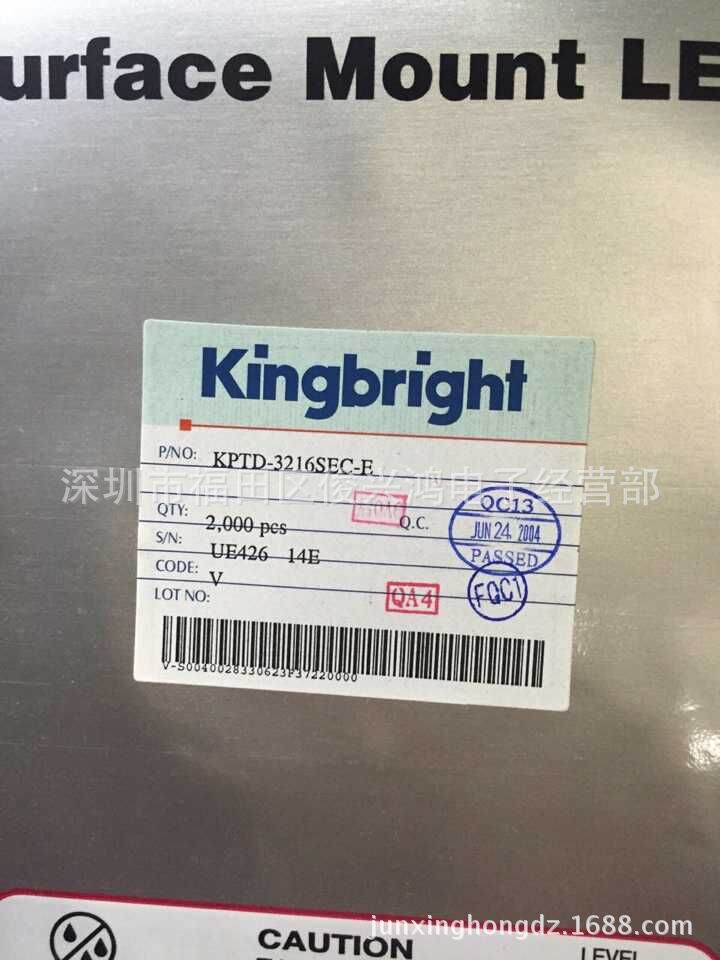 urface Mount LE
Kingbright
P/NO: KPTD-3216SEC-E
深圳市福田区俊兴鸿电子经营部
QTY: 2,000 pcs
Q.C.
QC13
JUN 24. 2004
PASSED
S/N: UE426 14E
CODE: V
FQC1
LOT NO:
QA4
V-S0040028330623F37220000
junxinghongdz.1688.com
CAUTION
LEVEL